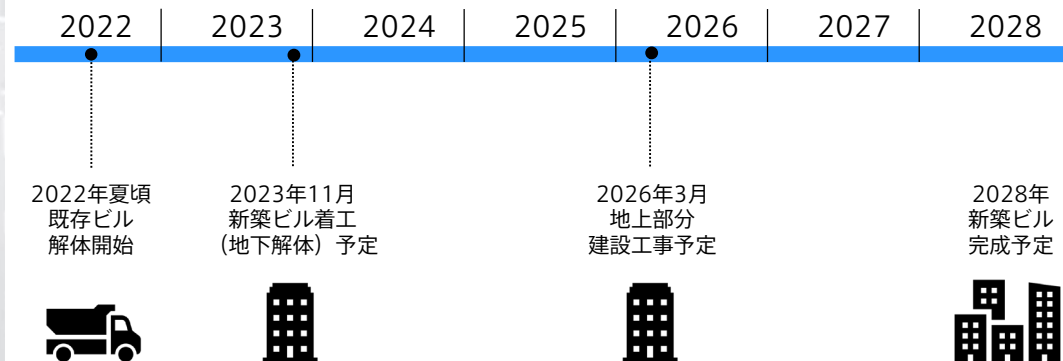 2022 2023 2024 2025 2026 2027 2028
2022年夏頃
既存ビル
解体開始
2023年11月
新築ビル着工
（地下解体）予定
2026年3月
地上部分
建設工事予定
2028年
新築ビル
完成予定